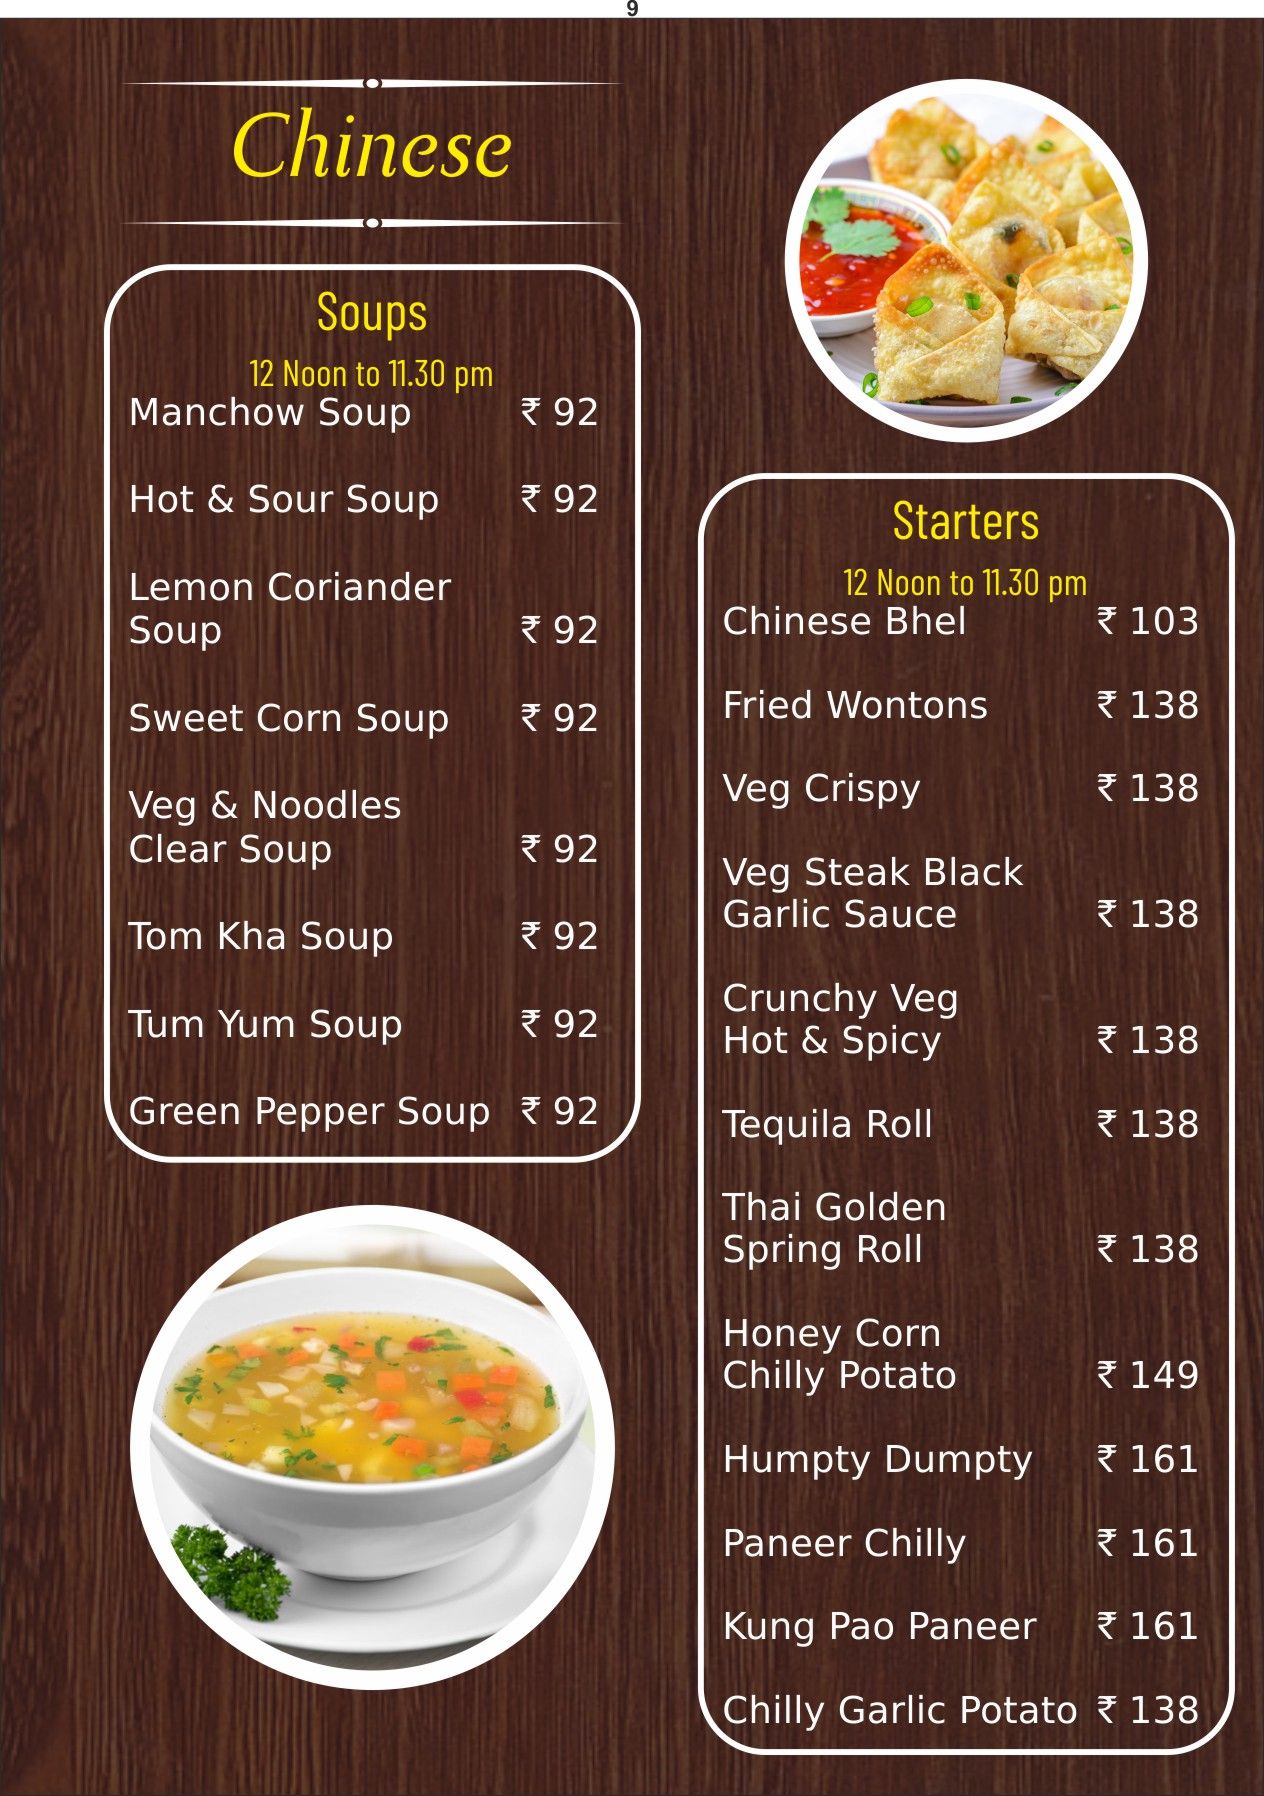 9
Chinese
Soups
12 Noon to 11.30 pm
Manchow Soup ₹ 92
Hot & Sour Soup ₹ 92
Lemon Coriander
Soup ₹ 92
Sweet Corn Soup ₹ 92
Veg & Noodles
Clear Soup ₹ 92
Tom Kha Soup ₹ 92
Tum Yum Soup ₹ 92
Green Pepper Soup ₹ 92
Starters
12 Noon to 11.30 pm
Chinese Bhel ₹ 103
Fried Wontons ₹ 138
Veg Crispy ₹ 138
Veg Steak Black
Garlic Sauce ₹ 138
Crunchy Veg
Hot & Spicy ₹ 138
Tequila Roll ₹ 138
Thai Golden
Spring Roll ₹ 138
Honey Corn
Chilly Potato ₹ 149
Humpty Dumpty ₹ 161
Paneer Chilly ₹ 161
Kung Pao Paneer ₹ 161
Chilly Garlic Potato ₹ 138